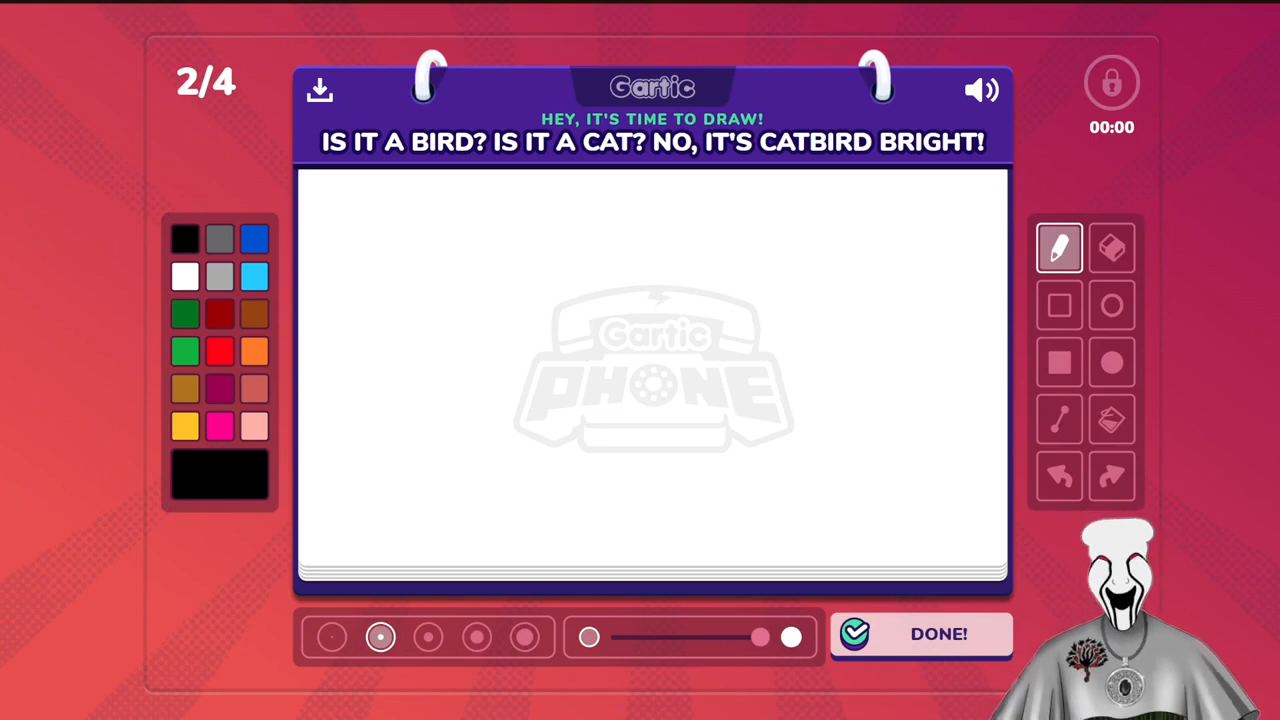 2/4
Gartic
HEY, IT'S TIME TO DRAW!
IS IT A BIRD? IS IT A CAT? NO, IT'S CATBIRD BRIGHT!
00:00
Gartic
PHONE
DONE!